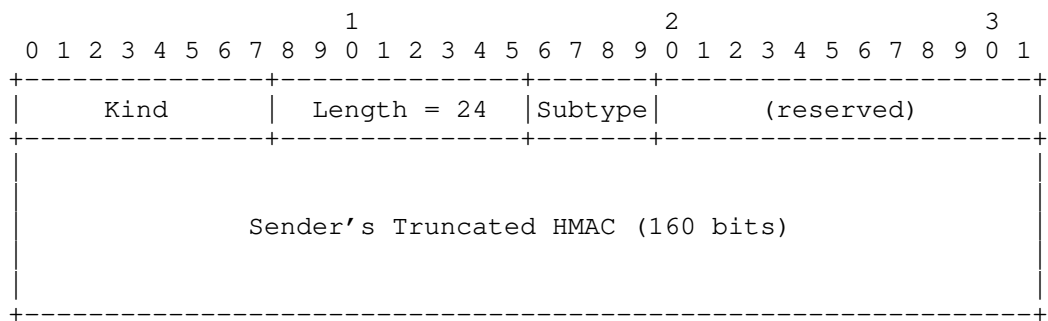 1                   2                   3
 0 1 2 3 4 5 6 7 8 9 0 1 2 3 4 5 6 7 8 9 0 1 2 3 4 5 6 7 8 9 0 1
+---------------+---------------+-------+-----------------------+
|     Kind      |  Length = 24  |Subtype|      (reserved)       |
+---------------+---------------+-------+-----------------------+
|                                                               |
|                                                               |
|              Sender’s Truncated HMAC (160 bits)               |
|                                                               |
|                                                               |
+---------------------------------------------------------------+